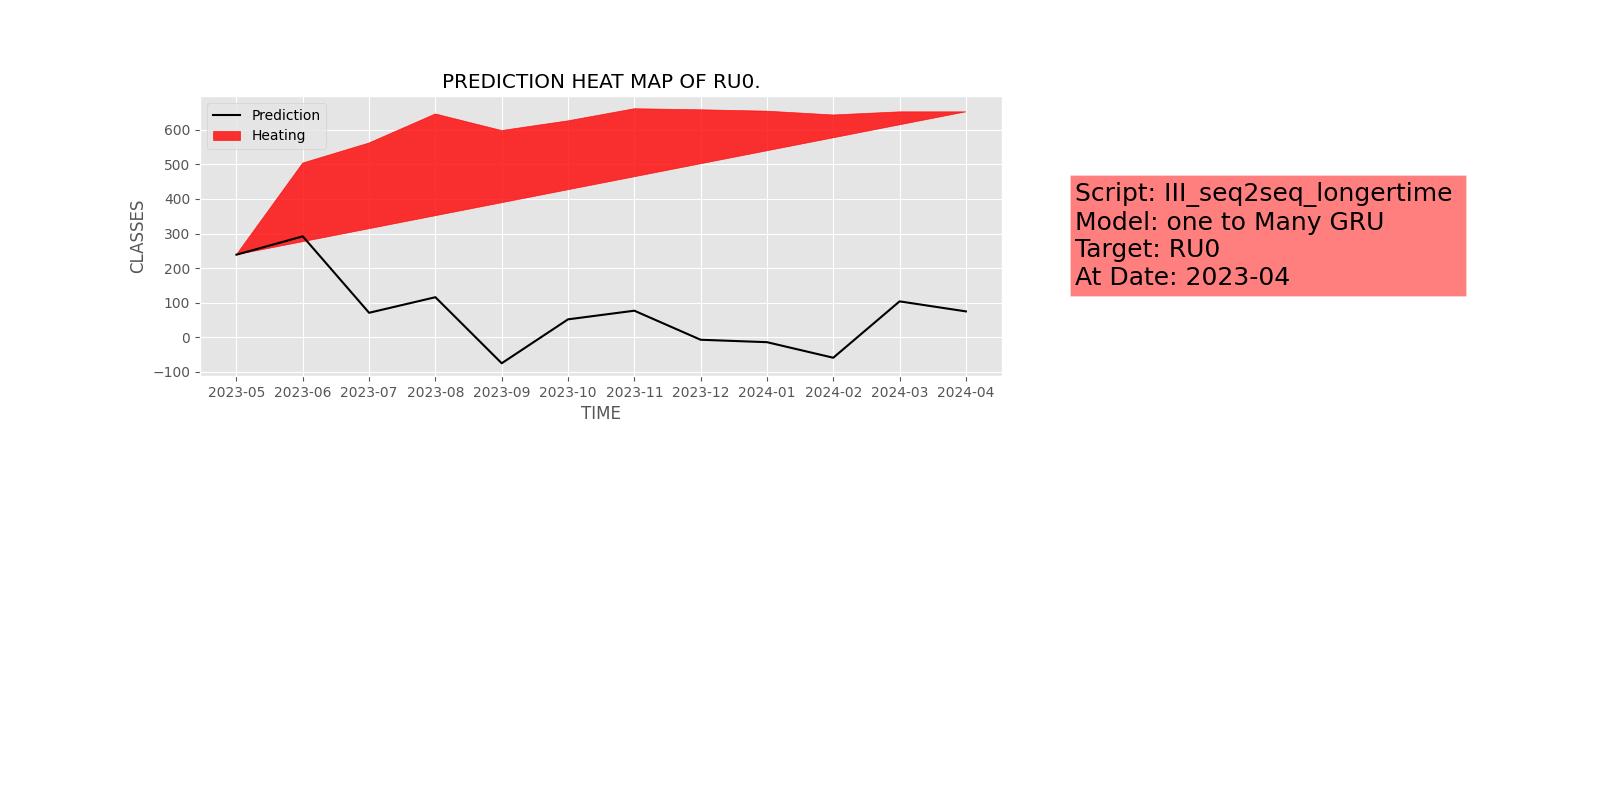 PREDICTION HEAT MAP OF RU0.
Prediction
Heating
600
500
400
300
200
100
0
−100
CLASSES
2023-05 2023-06 2023-07 2023-08 2023-09 2023-10 2023-11 2023-12 2024-01 2024-02 2024-03 2024-04
TIME
Script: III_seq2seq_longertime
Model: one to Many GRU
Target: RU0
At Date: 2023-04